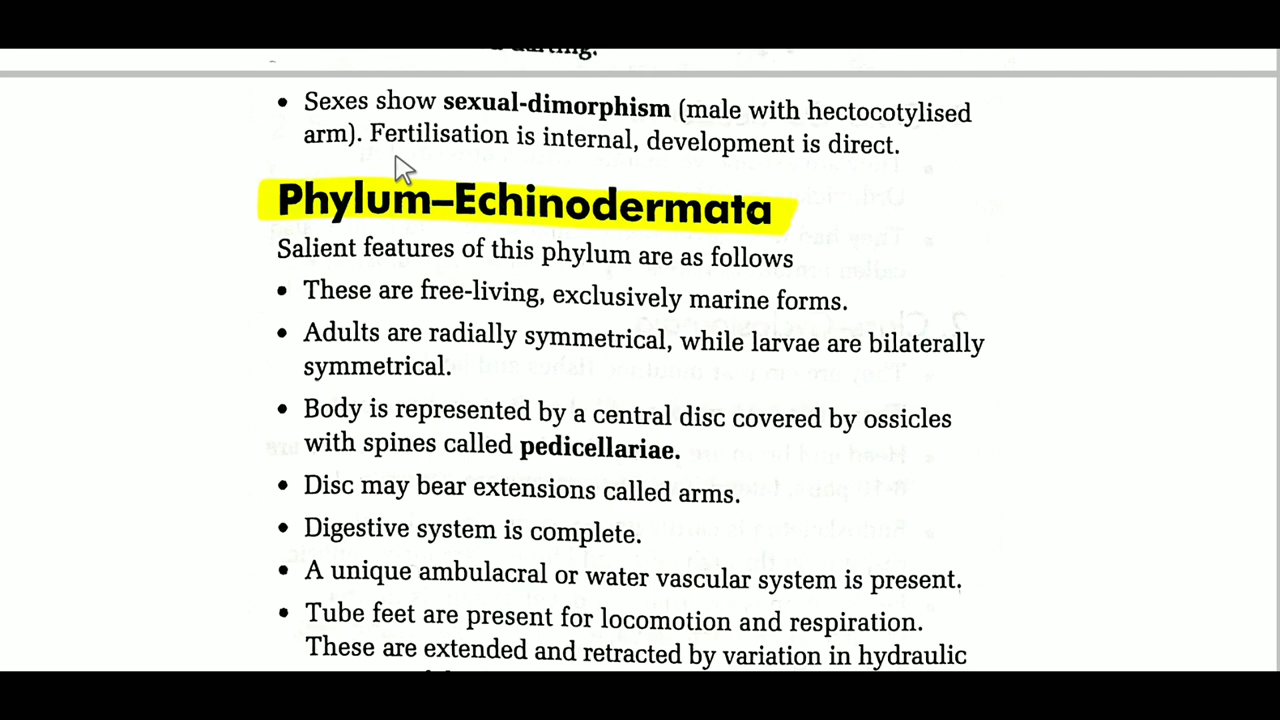 • Sexes show sexual-dimorphism (male with hectocotylised
arm). Fertilisation is internal, development is direct.
Phylum–Echinodermata
Salient features of this phylum are as follows
• These are free-living, exclusively marine forms.
• Adults are radially symmetrical, while larvae are bilaterally
symmetrical.
• Body is represented by a central disc covered by ossicles
with spines called pedicellariae.
• Disc may bear extensions called arms.
• Digestive system is complete.
• A unique ambulacral or water vascular system is present.
• Tube feet are present for locomotion and respiration.
These are extended and retracted by variation in hydraulic